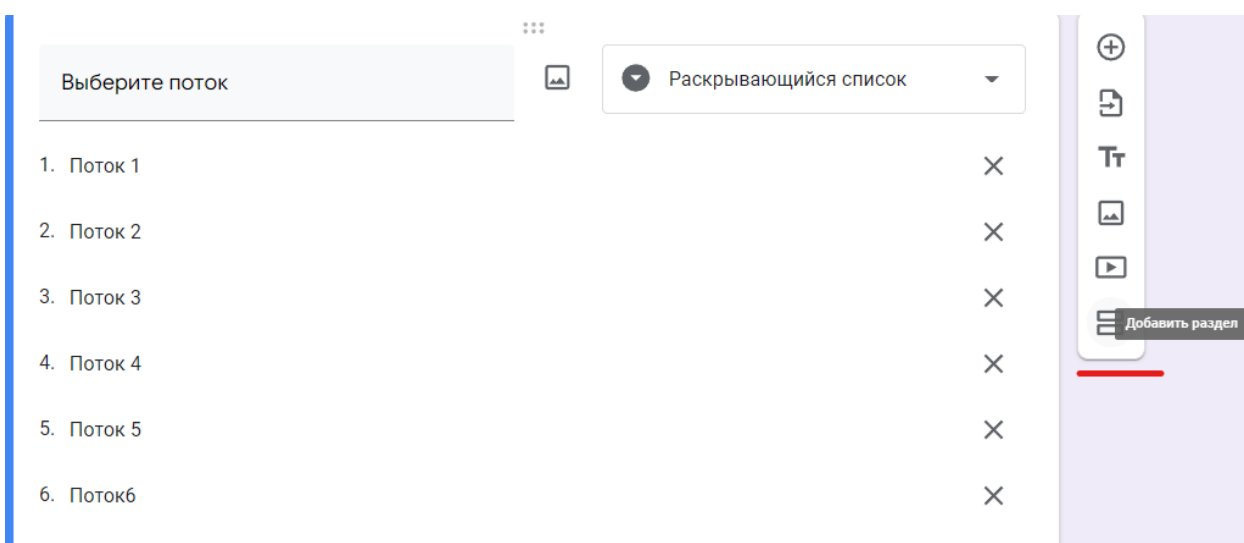 Выберите поток
Раскрывающийся список
1. Поток 1
2. Поток 2
3. Поток 3
Добавить раздел
4. Поток 4
5. Поток 5
6. Поток6